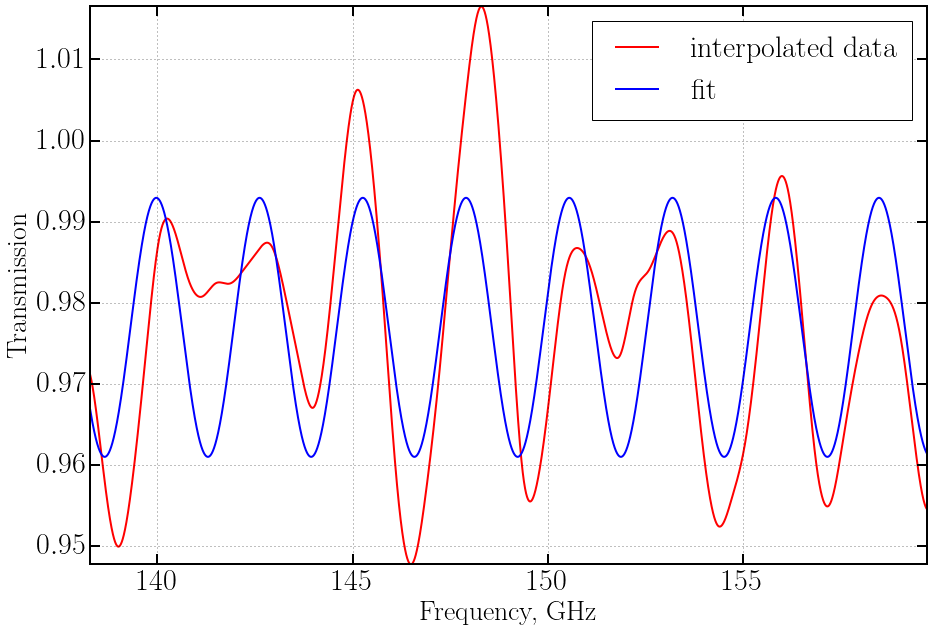 interpolated data
fit
1.01
1.00
0.99
0.98
0.97
0.96
0.95
Transmission
140 145 150 155
Frequency, GHz